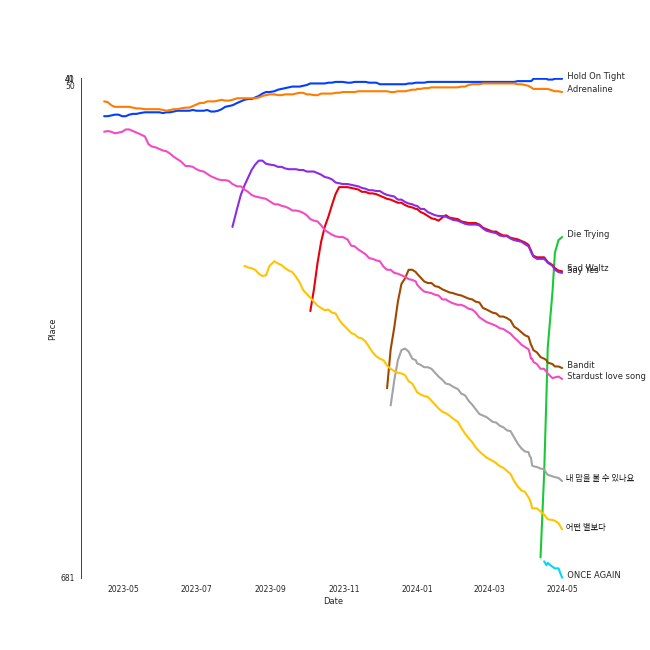 50
Hold On Tight
Adrenaline
Die Trying
Sad Waltz
Say Yes
Bandit
Stardust love song
내 맘을 볼 수 있나요
어떤 별보다
ONCE AGAIN
681
Place
2023-05 2023-07 2023-09 2023-11 2024-01 2024-03 2024-05
Date